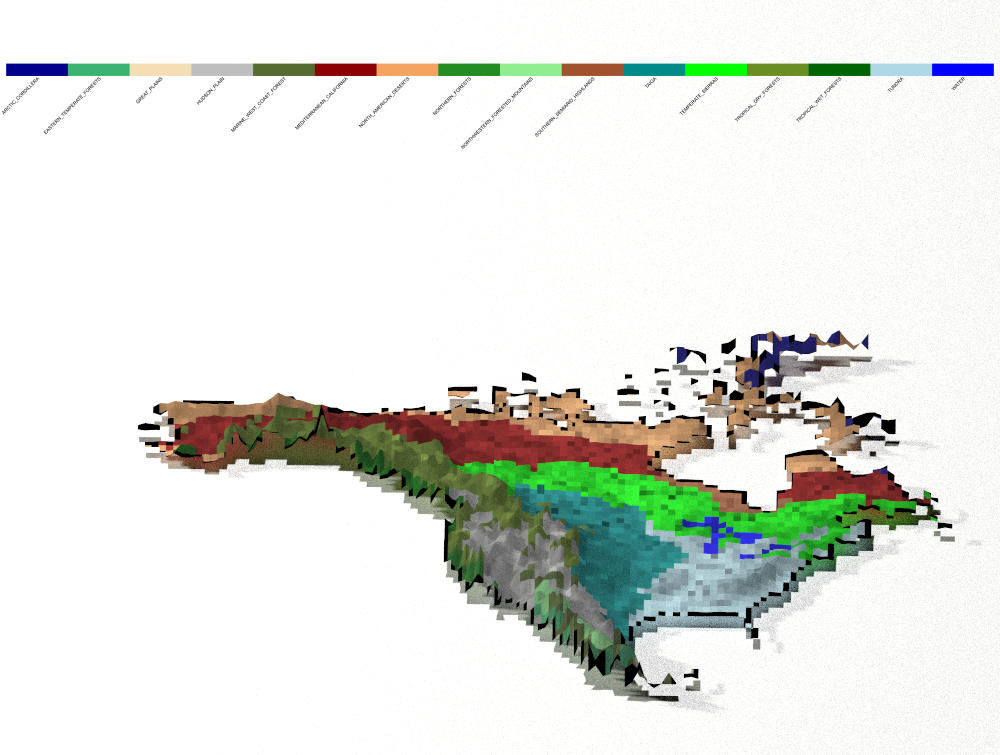 ARCTIC_CORDILLERA
EASTERN_TEMPERATE_FORESTS
GREAT_PLAINS
HUDSON_PLAIN
MARINE_WEST_COAST_FOREST
MEDITERRANEAN_CALIFORNIA
NORTH_AMERICAN_DESERTS
NORTHERN_FORESTS
NORTHWESTERN_FORESTED_MOUNTAINS
SOUTHERN_SEMIARID_HIGHLANDS
TAIGA
TEMPERATE_SIERRAS
TROPICAL_DRY_FORESTS
TROPICAL_WET_FORESTS
TUNDRA
WATER